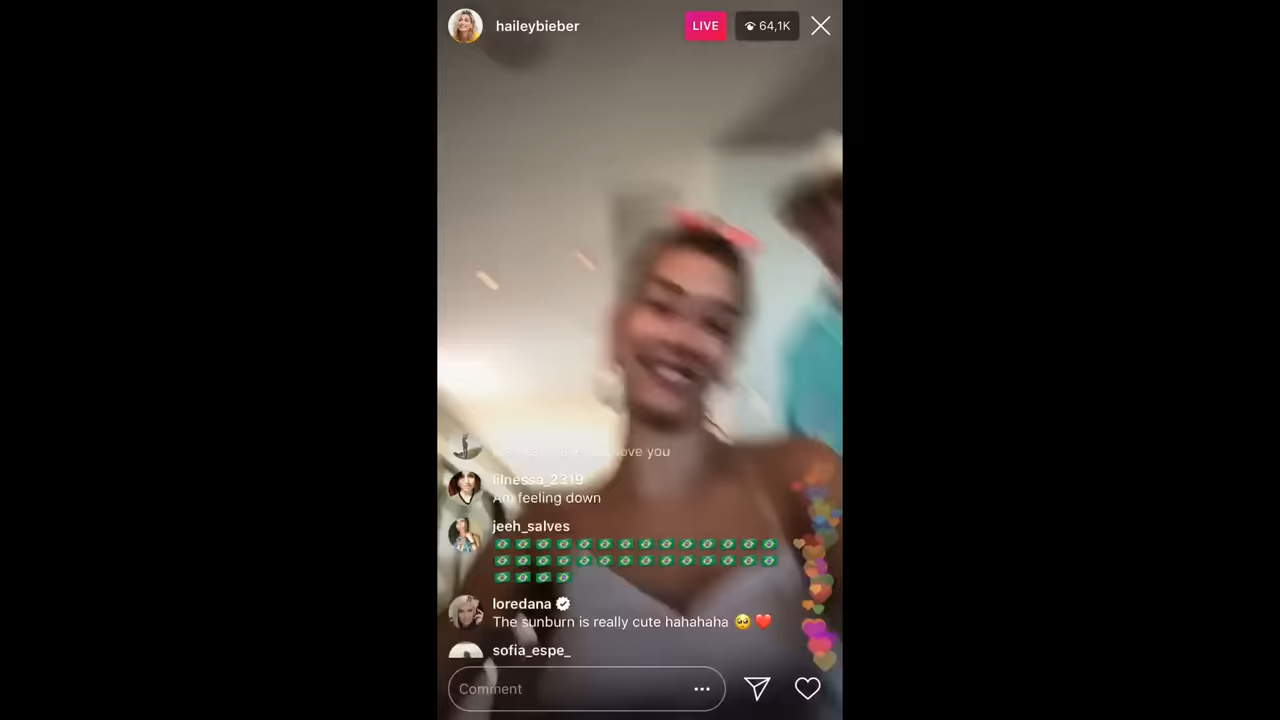 haileybieber
LIVE
64,1K
love you
lilnessa_2319
Am feeling down
jeeh_salves
loredana
The sunburn is really cute hahahaha 🥺 ❤️
sofia_espe_
Comment